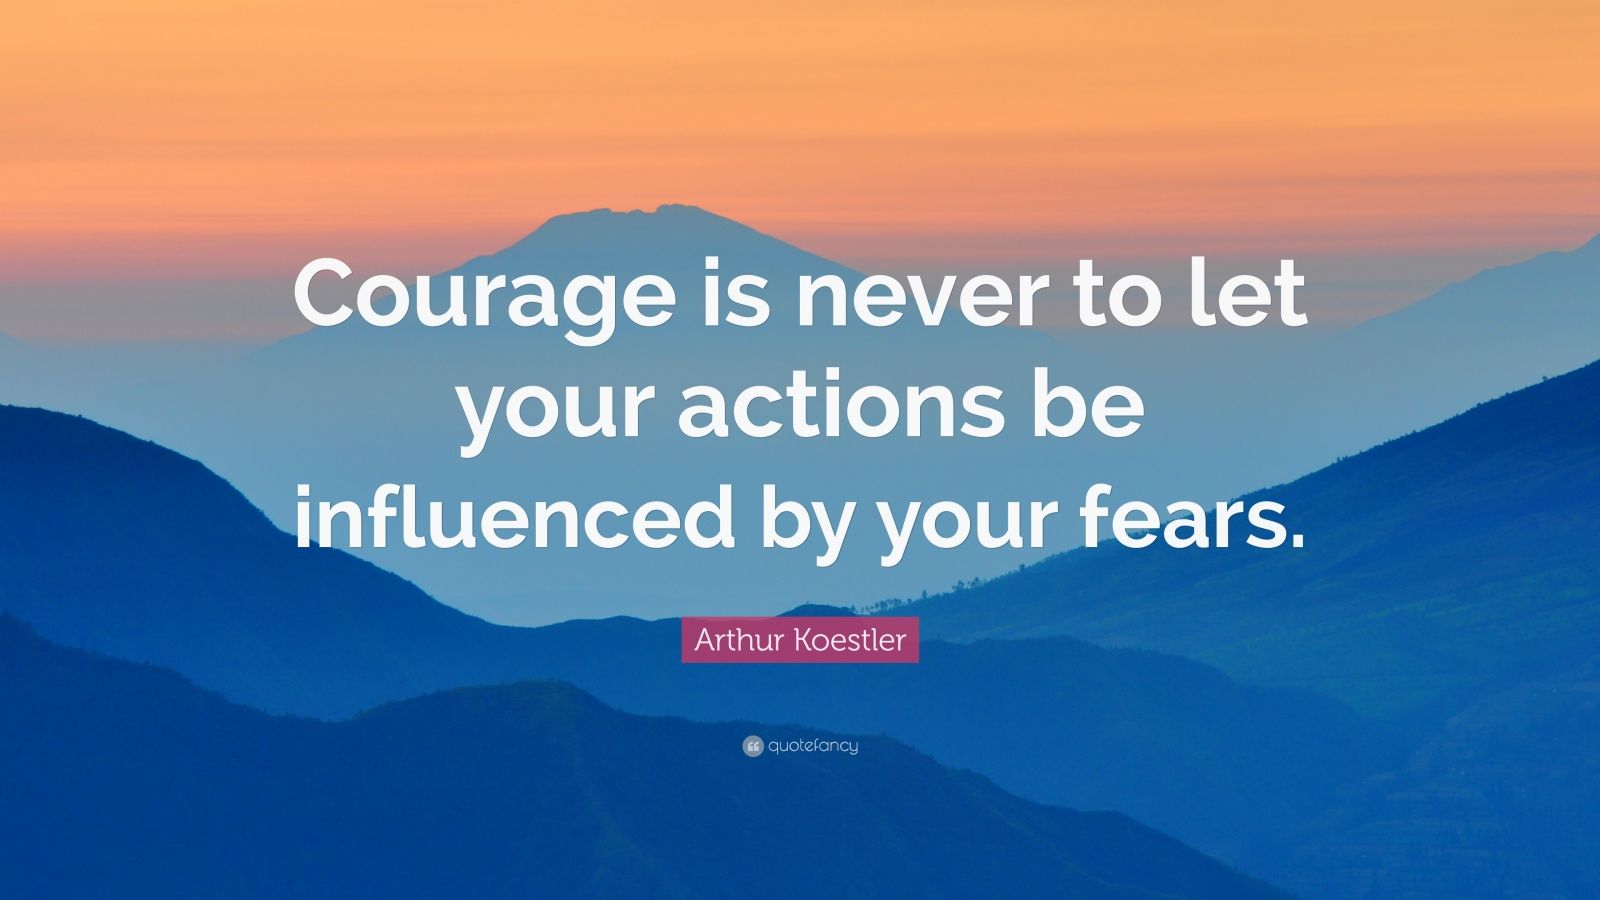 Courage is never to let
your actions be
influenced by your fears.
Arthur Koestler
quotefancy